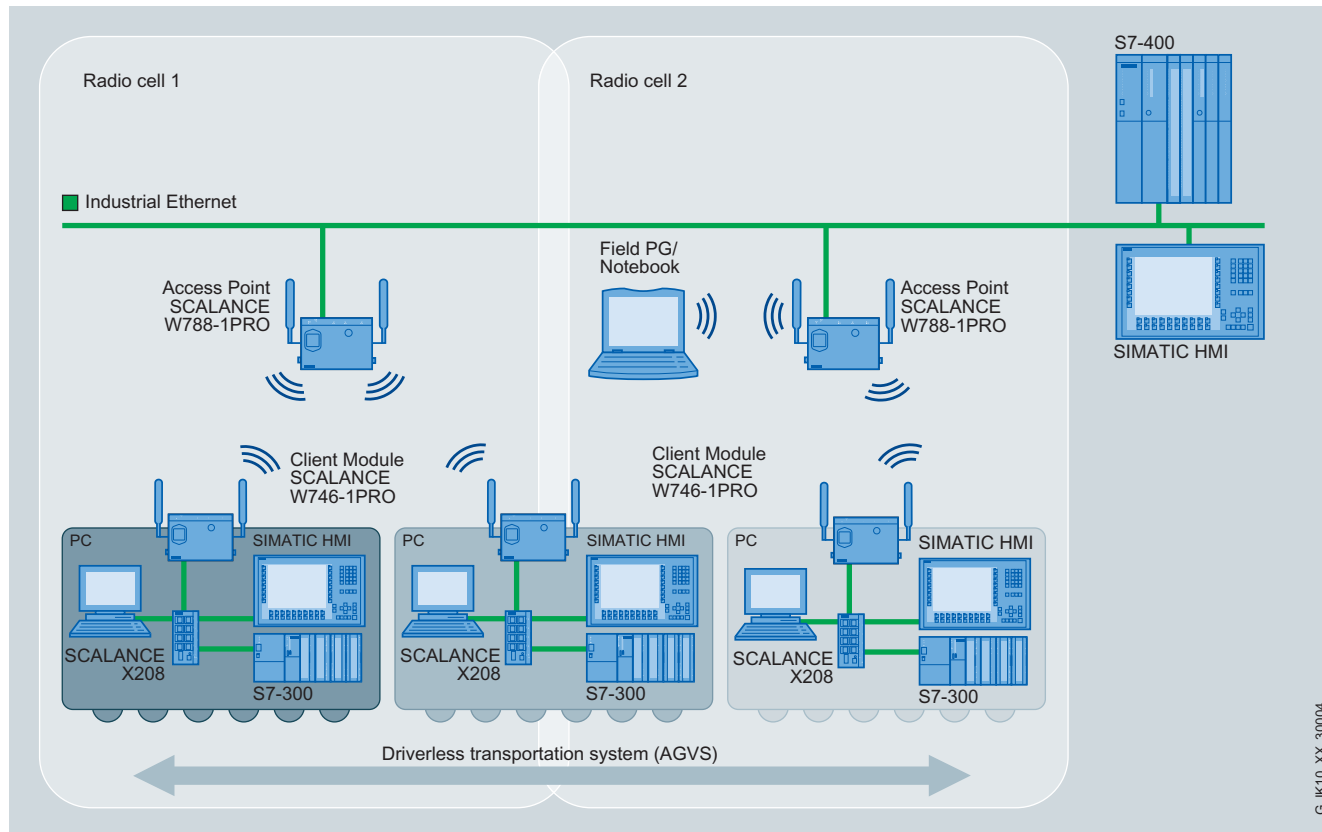 S7-400
Radio cell 1
Radio cell 2
Industrial Ethernet
Access Point
SCALANCE
W788-1PRO
Field PG/
Notebook
Access Point
SCALANCE
W788-1PRO
SIMATIC HMI
Client Module
SCALANCE
W746-1PRO
Client Module
SCALANCE
W746-1PRO
PC
SIMATIC HMI
SCALANCE
X208
S7-300
PC
SIMATIC HMI
SCALANCE
X208
S7-300
PC
SIMATIC HMI
SCALANCE
X208
S7-300
Driverless transportation system (AGVS)
G_IK10_XX_30004